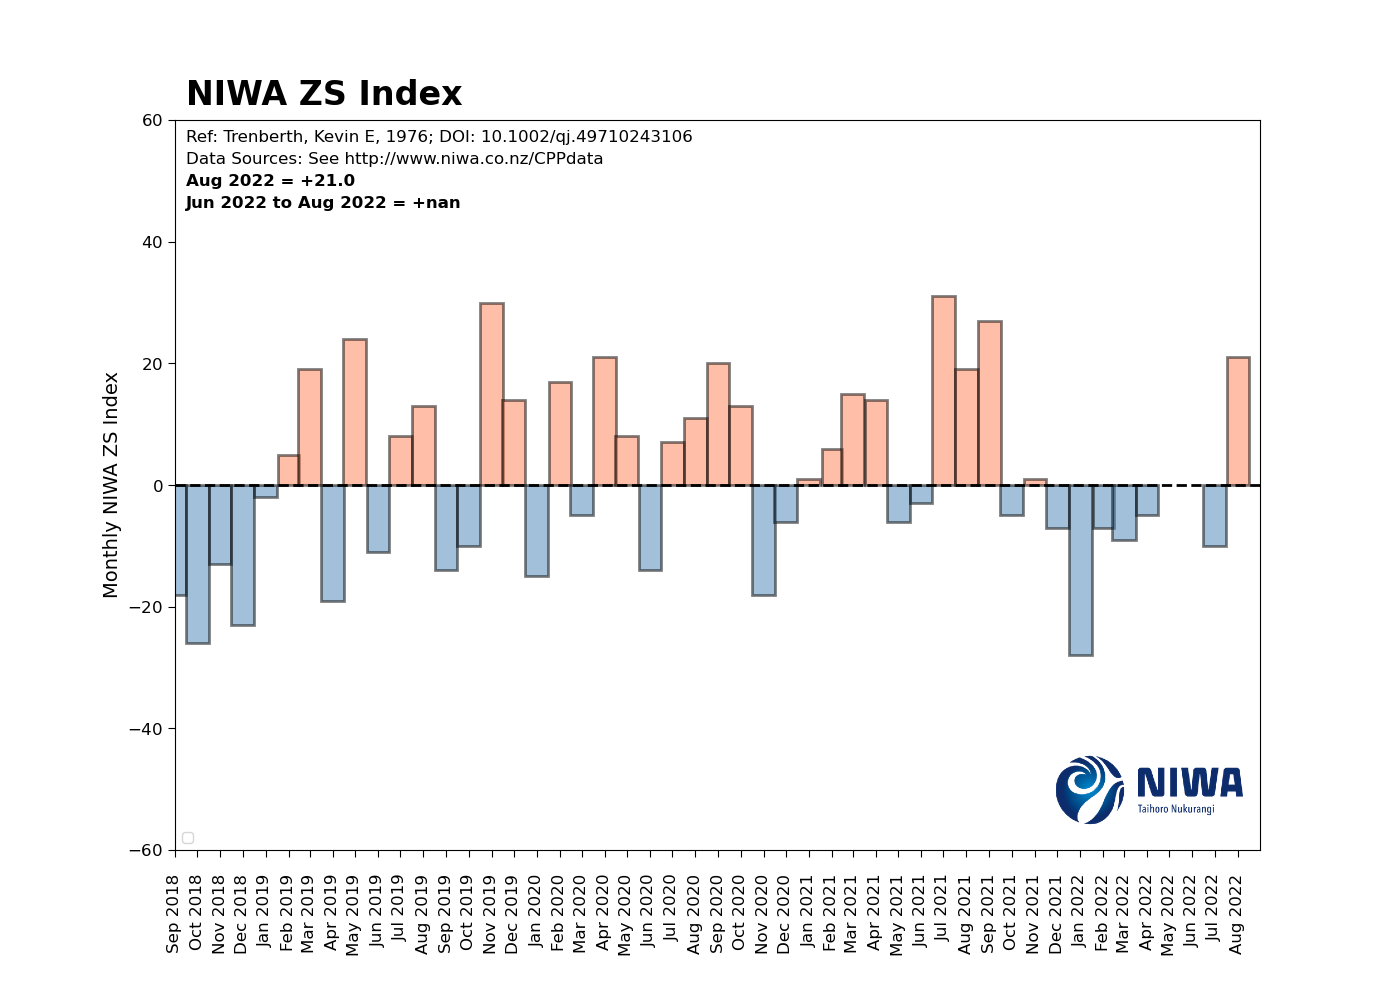 NIWA ZS Index
Ref: Trenberth, Kevin E, 1976; DOI: 10.1002/qj.49710243106
Data Sources: See http://www.niwa.co.nz/CPPdata
Aug 2022 = +21.0
Jun 2022 to Aug 2022 = +nan
Monthly NIWA ZS Index
60
40
20
0
−20
−40
−60
NIWA
Taihoro Nukurangi
Sep 2018
Oct 2018
Nov 2018
Dec 2018
Jan 2019
Feb 2019
Mar 2019
Apr 2019
May 2019
Jun 2019
Jul 2019
Aug 2019
Sep 2019
Oct 2019
Nov 2019
Dec 2019
Jan 2020
Feb 2020
Mar 2020
Apr 2020
May 2020
Jun 2020
Jul 2020
Aug 2020
Sep 2020
Oct 2020
Nov 2020
Dec 2020
Jan 2021
Feb 2021
Mar 2021
Apr 2021
May 2021
Jun 2021
Jul 2021
Aug 2021
Sep 2021
Oct 2021
Nov 2021
Dec 2021
Jan 2022
Feb 2022
Mar 2022
Apr 2022
May 2022
Jun 2022
Jul 2022
Aug 2022